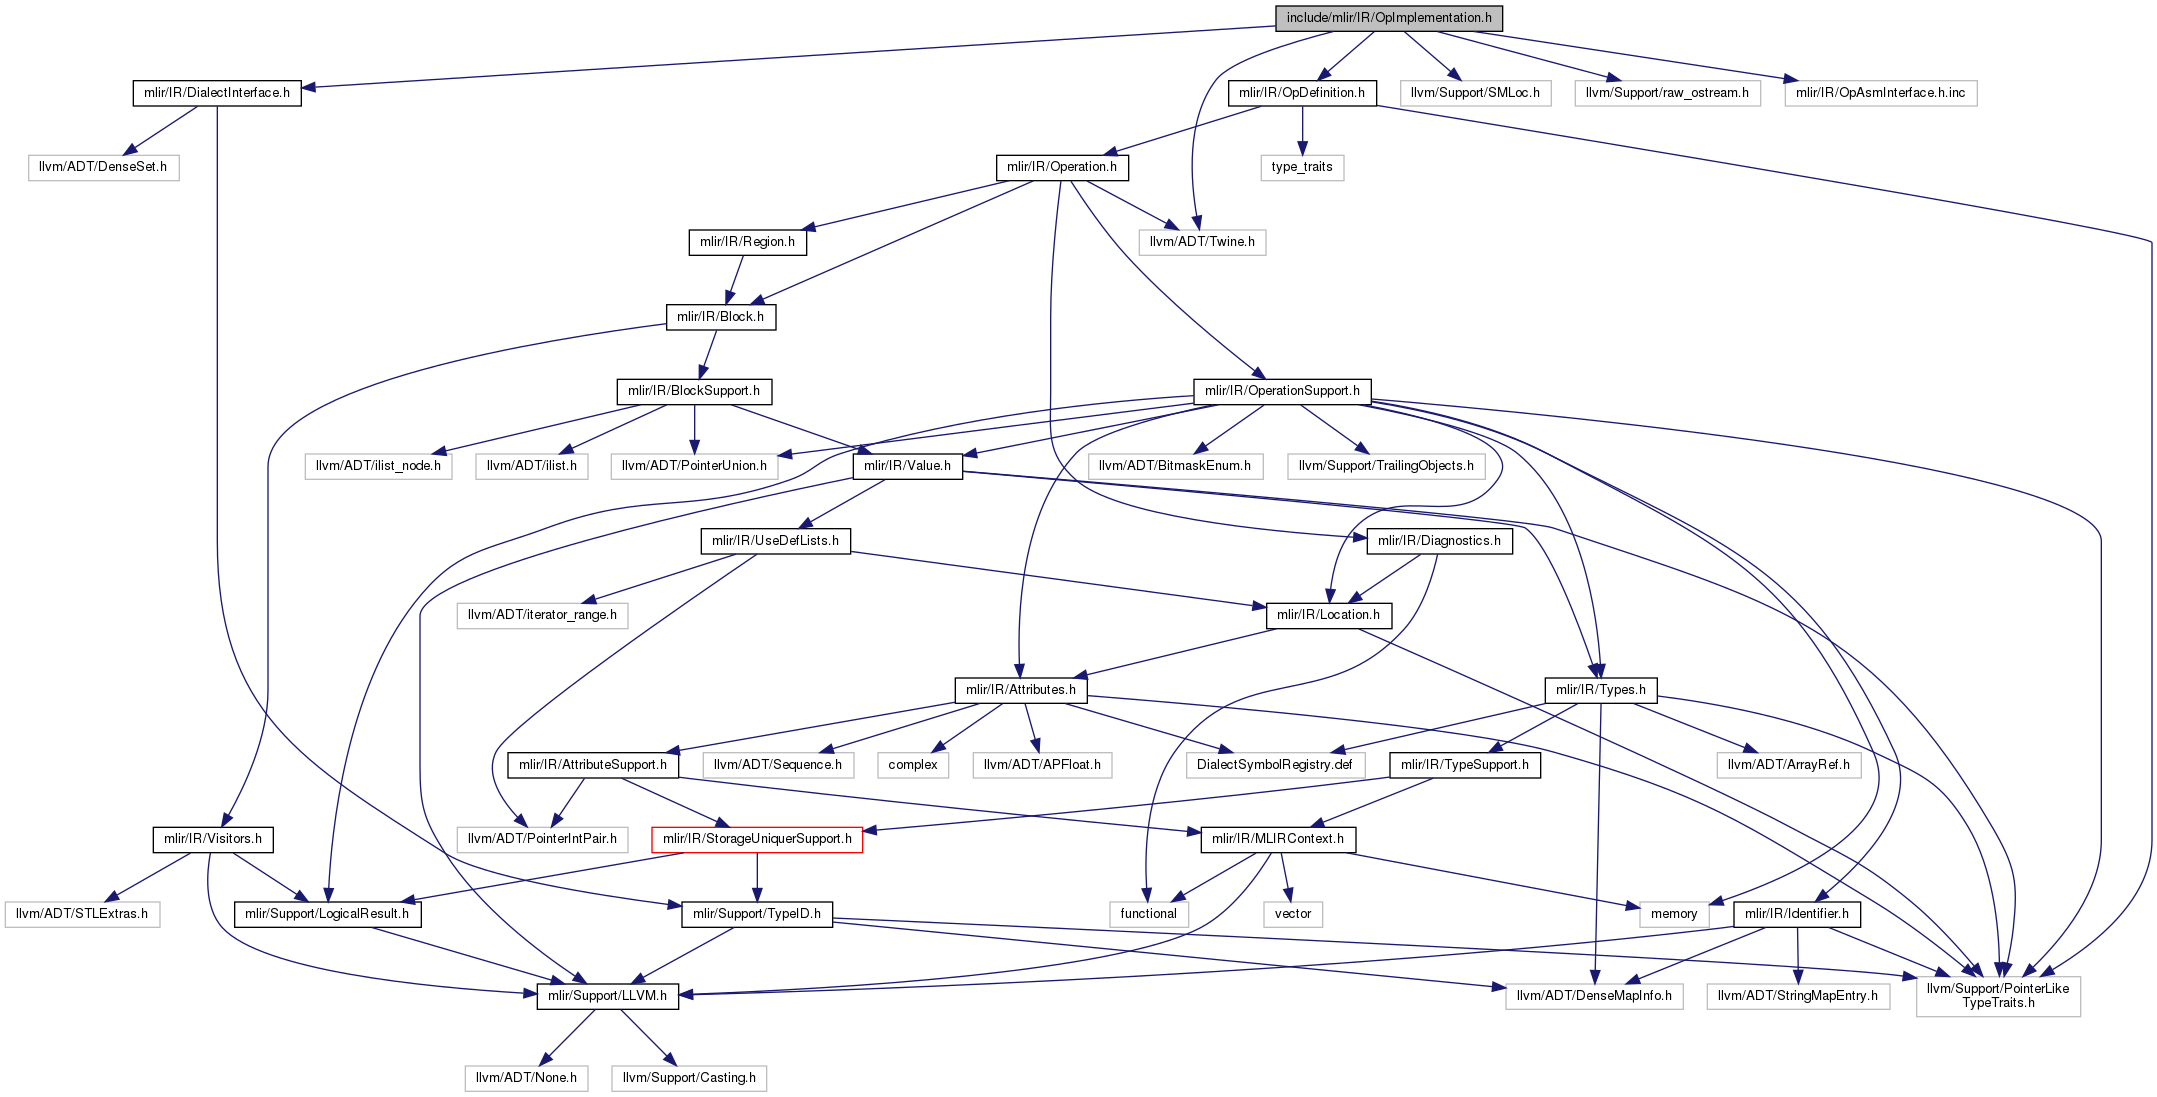 include/mlir/IR/OpImplementation.h
mlir/IR/DialectInterface.h
mlir/IR/OpDefinition.h
llvm/Support/SMLoc.h
llvm/Support/raw_ostream.h
mlir/IR/OpAsmInterface.h.inc
llvm/ADT/DenseSet.h
mlir/IR/Operation.h
type_traits
mlir/IR/Region.h
llvm/ADT/Twine.h
mlir/IR/Block.h
mlir/IR/BlockSupport.h
mlir/IR/OperationSupport.h
llvm/ADT/ilist_node.h
llvm/ADT/ilist.h
llvm/ADT/PointerUnion.h
mlir/IR/Value.h
llvm/ADT/BitmaskEnum.h
llvm/Support/TrailingObjects.h
mlir/IR/UseDefLists.h
mlir/IR/Diagnostics.h
llvm/ADT/iterator_range.h
mlir/IR/Location.h
mlir/IR/Attributes.h
mlir/IR/Types.h
mlir/IR/AttributeSupport.h
llvm/ADT/Sequence.h
complex
llvm/ADT/APFloat.h
DialectSymbolRegistry.def
mlir/IR/TypeSupport.h
llvm/ADT/ArrayRef.h
mlir/IR/Visitors.h
llvm/ADT/PointerIntPair.h
mlir/IR/StorageUniquerSupport.h
mlir/IR/MLIRContext.h
llvm/ADT/STLExtras.h
mlir/Support/LogicalResult.h
mlir/Support/TypeID.h
functional
vector
memory
mlir/IR/Identifier.h
mlir/Support/LLVM.h
llvm/ADT/DenseMapInfo.h
llvm/ADT/StringMapEntry.h
llvm/Support/PointerLike
TypeTraits.h
llvm/ADT/None.h
llvm/Support/Casting.h